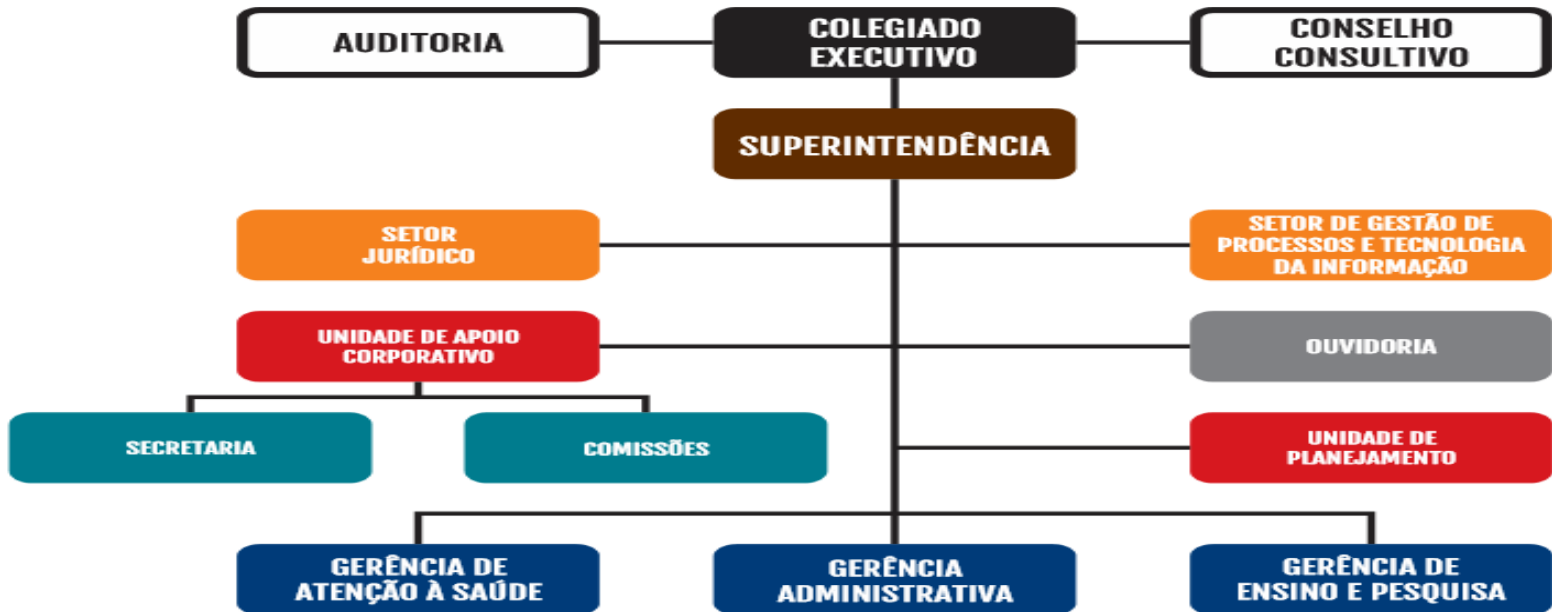 AUDITORIA
COLEGIADO
EXECUTIVO
CONSELHO
CONSULTIVO
SUPERINTENDÊNCIA
SETOR
JURÍDICO
SETOR DE GESTÃO DE
PROCESSOS E TECNOLOGIA
DA INFORMAÇÃO
UNIDADE DE APOIO
CORPORATIVO
OUVIDORIA
SECRETARIA
COMISSÕES
UNIDADE DE
PLANEJAMENTO
GERÊNCIA DE
ATENÇÃO À SAÚDE
GERÊNCIA
ADMINISTRATIVA
GERÊNCIA DE
ENSINO E PESQUISA